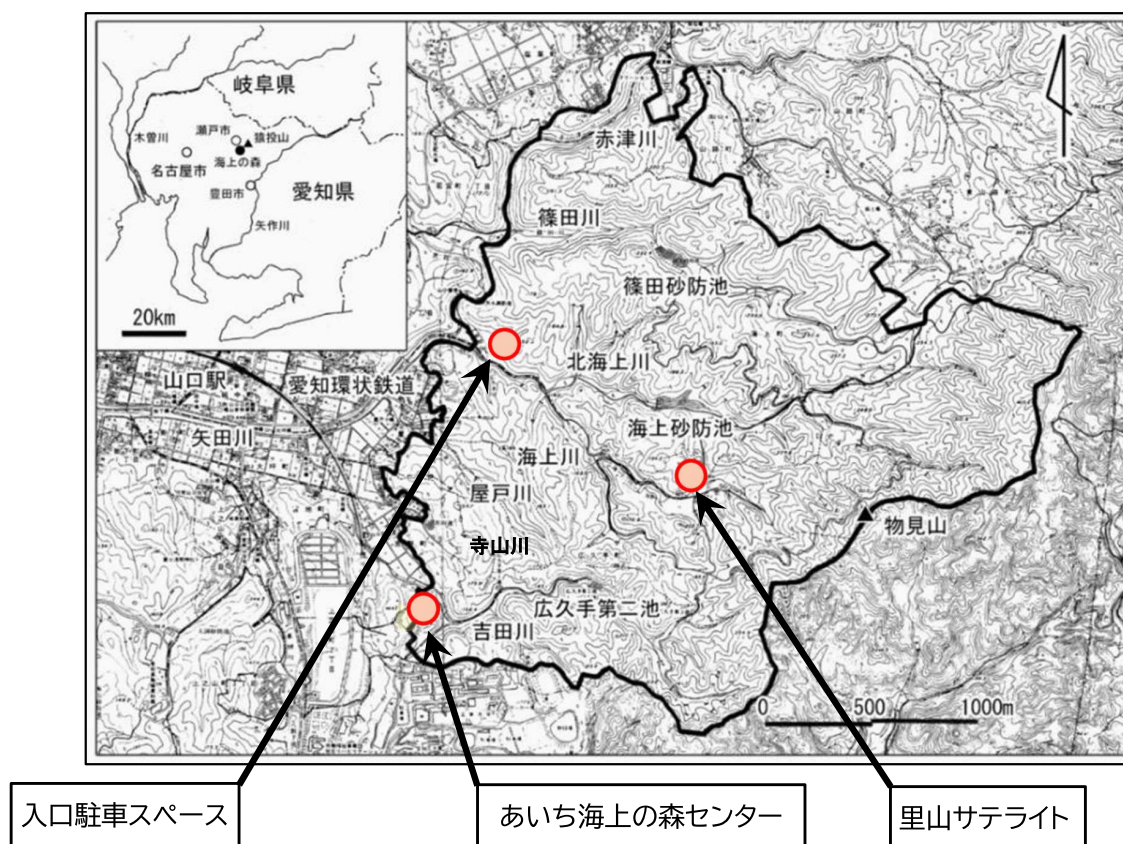 岐阜県
木曽川
瀬戸市
猿投山
海上の森
名古屋市
豊田市
愛知県
矢作川
20km
赤津川
篠田川
篠田砂防池
北海上川
山口駅
愛知環状鉄道
矢田川
海上砂防池
海上川
屋戸川
物見山
寺山川
広久手第二池
吉田川
0 500 1000m
入口駐車スペース
あいち海上の森センター
里山サテライト